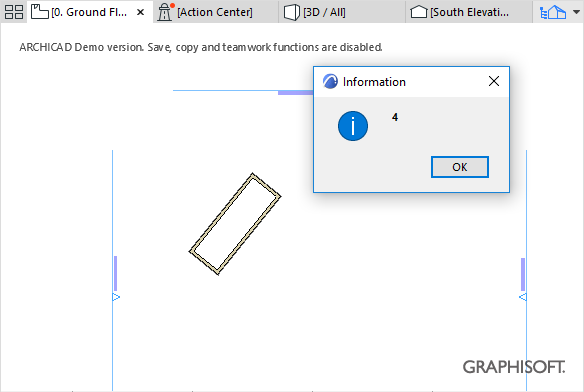 [0. Ground Fl...
[Action Center]
[3D / All]
[South Elevati...
ARCHICAD Demo version. Save, copy and teamwork functions are disabled.
Information
4
OK
GRAPHISOFT.